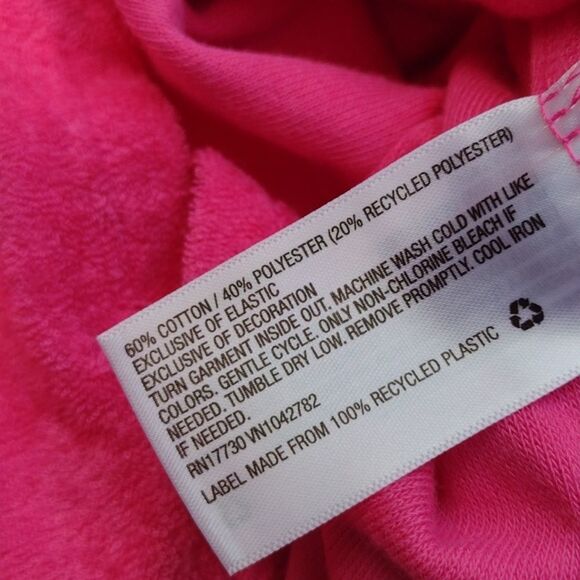 60% COTTON / 40% POLYESTER (20% RECYCLED POLYESTER)
EXCLUSIVE OF ELASTIC
EXCLUSIVE OF DECORATION
TURN GARMENT INSIDE OUT. MACHINE WASH COLD WITH LIKE
COLORS. GENTLE CYCLE. ONLY NON-CHLORINE BLEACH IF
NEEDED. TUMBLE DRY LOW. REMOVE PROMPTLY. COOL IRON
IF NEEDED.
RN17730 VN1042782
LABEL MADE FROM 100% RECYCLED PLASTIC